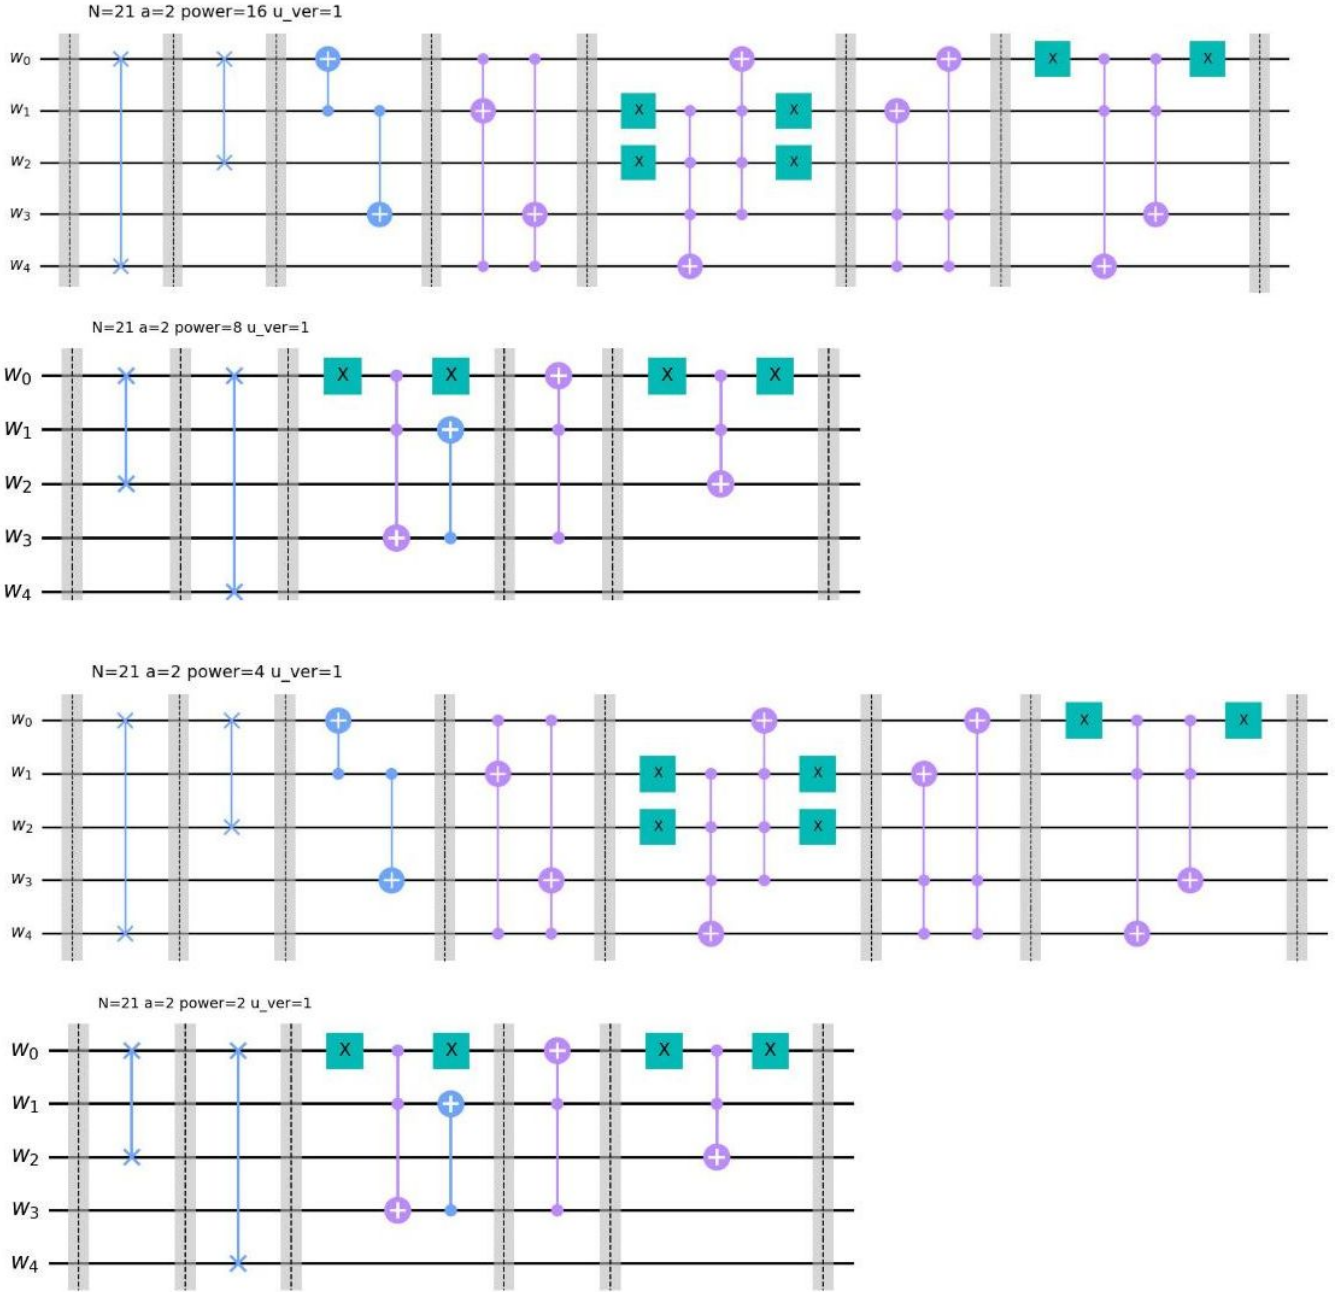 N=21 a=2 power=16 u_ver=1
w0 X X
w1 X X
w2 X X
w3
w4
N=21 a=2 power=8 u_ver=1
w0 X X X X
w1
w2
w3
w4
N=21 a=2 power=4 u_ver=1
w0 X X
w1 X X
w2 X X
w3
w4
N=21 a=2 power=2 u_ver=1
w0 X X X X
w1
w2
w3
w4